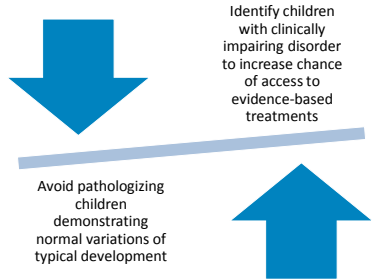 Identify children
with clinically
impairing disorder
to increase chance
of access to
evidence-based
treatments
Avoid pathologizing
children
demonstrating
normal variations of
typical development